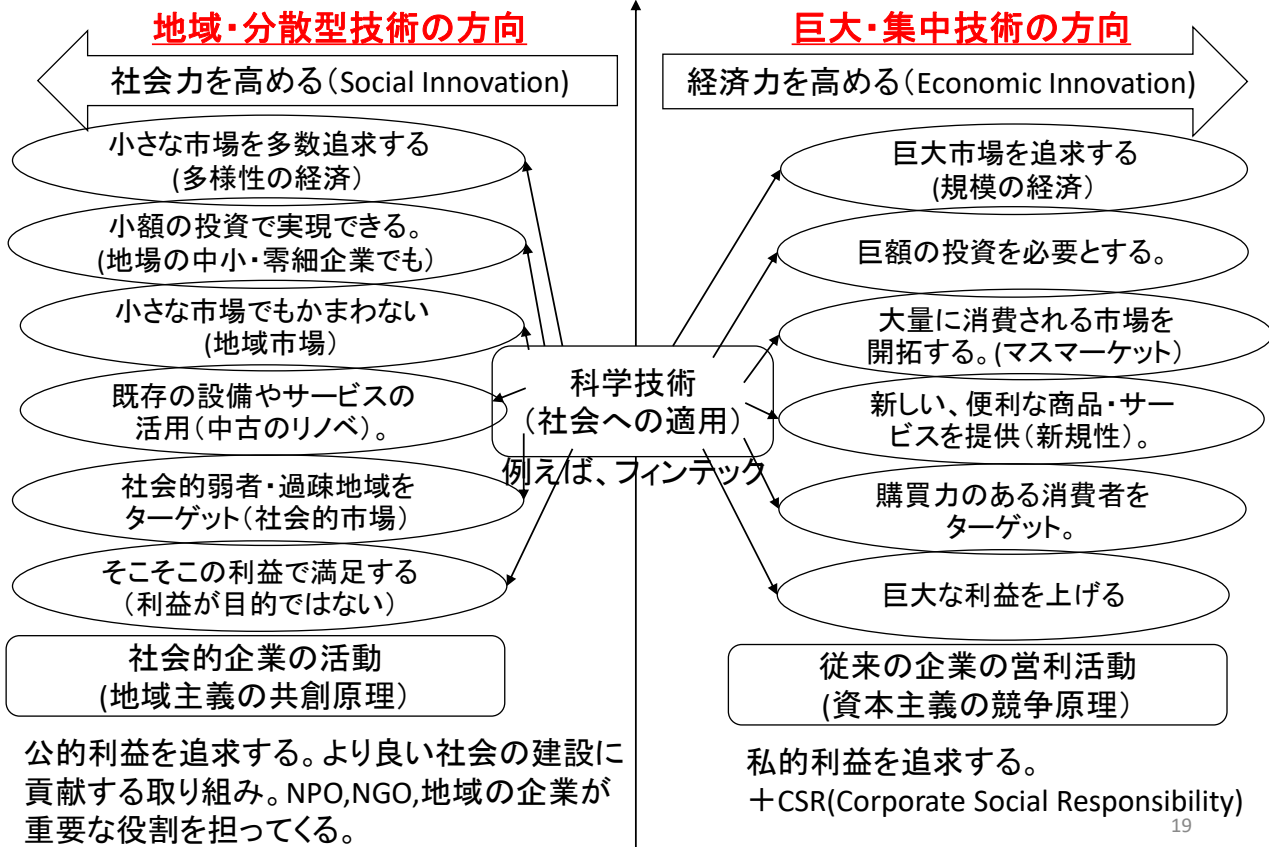 地域・分散型技術の方向
社会力を高める(Social Innovation)
小さな市場を多数追求する
(多様性の経済)
小額の投資で実現できる。
(地場の中小・零細企業でも)
小さな市場でもかまわない
(地域市場)
既存の設備やサービスの
活用(中古のリノベ)。
社会的弱者・過疎地域を
ターゲット(社会的市場)
そこそこの利益で満足する
(利益が目的ではない)
社会的企業の活動
(地域主義の共創原理)
公的利益を追求する。より良い社会の建設に
貢献する取り組み。NPO,NGO,地域の企業が
重要な役割を担ってくる。
科学技術
(社会への適用)
例えば、フィンテック
巨大・集中技術の方向
経済力を高める(Economic Innovation)
巨大市場を追求する
(規模の経済)
巨額の投資を必要とする。
大量に消費される市場を
開拓する。(マスマーケット)
新しい、便利な商品・サー
ビスを提供(新規性)。
購買力のある消費者を
ターゲット。
巨大な利益を上げる
従来の企業の営利活動
(資本主義の競争原理)
私的利益を追求する。
+CSR(Corporate Social Responsibility)
19